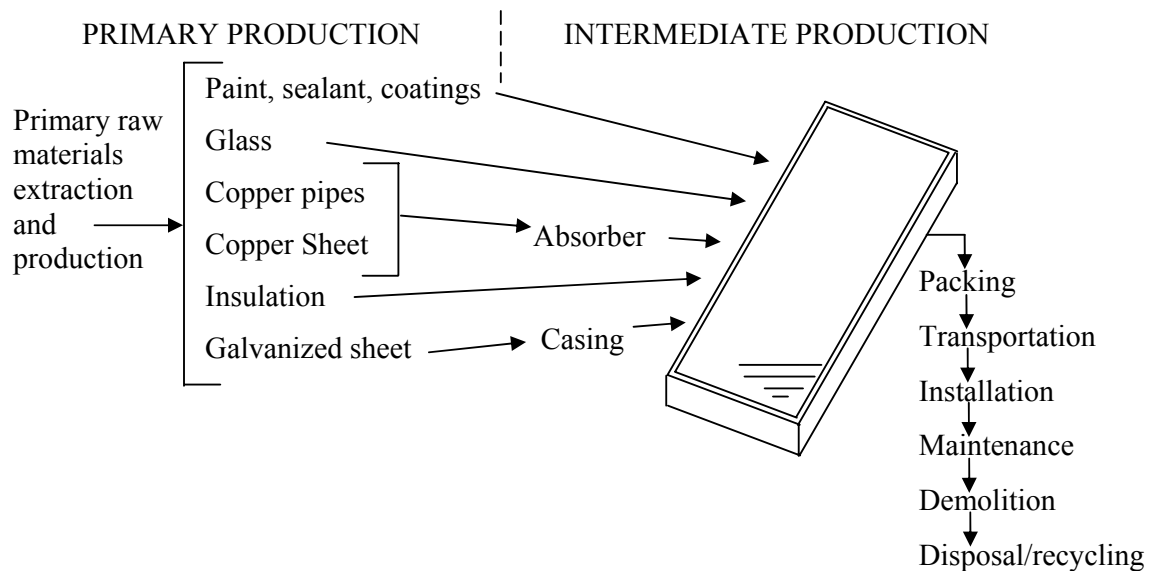 PRIMARY PRODUCTION
INTERMEDIATE PRODUCTION
Primary raw
materials
extraction
and
production
Paint, sealant, coatings
Glass
Copper pipes
Copper Sheet
Insulation
Galvanized sheet
Absorber
Casing
Packing
Transportation
Installation
Maintenance
Demolition
Disposal/recycling